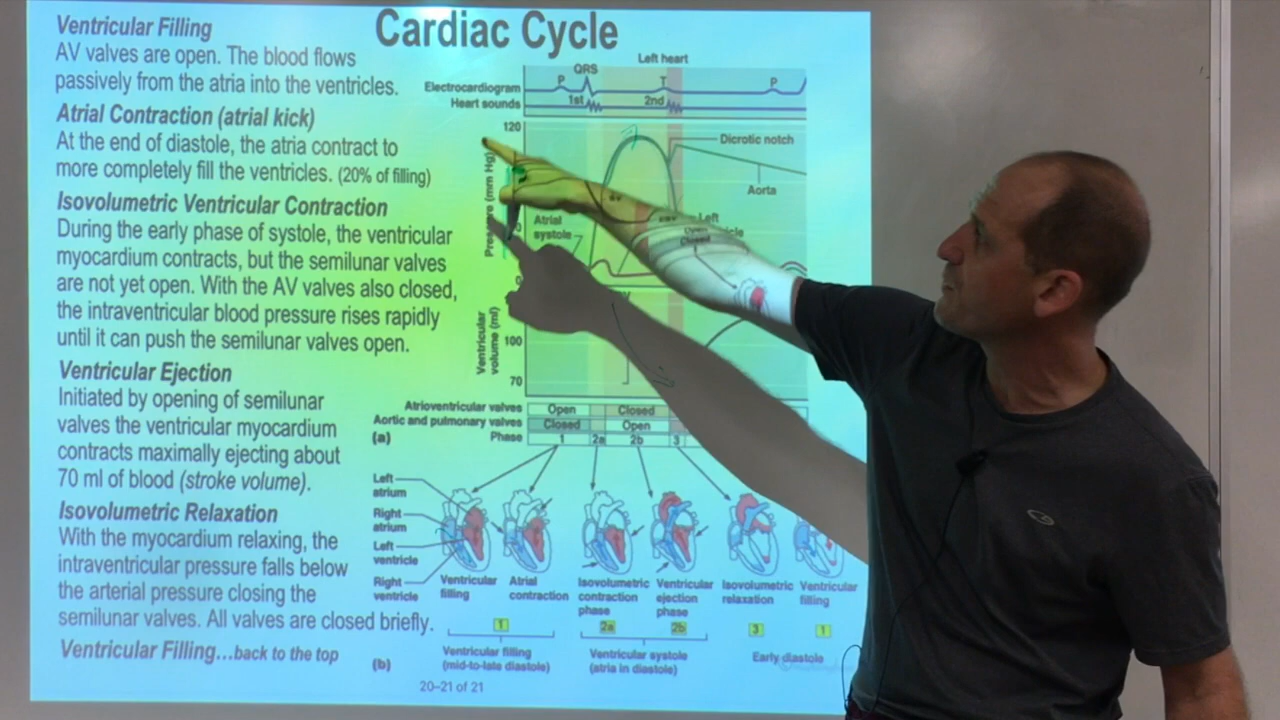 Cardiac Cycle
Ventricular Filling
AV valves are open. The blood flows
passively from the atria into the ventricles.
Atrial Contraction (atrial kick)
At the end of diastole, the atria contract to
more completely fill the ventricles. (20% of filling)
Isovolumetric Ventricular Contraction
During the early phase of systole, the ventricular
myocardium contracts, but the semilunar valves
are not yet open. With the AV valves also closed,
the intraventricular blood pressure rises rapidly
until it can push the semilunar valves open.
Ventricular Ejection
Initiated by opening of semilunar
valves the ventricular myocardium
contracts maximally ejecting about
70 ml of blood (stroke volume).
Isovolumetric Relaxation
With the myocardium relaxing, the
intraventricular pressure falls below
the arterial pressure closing the
semilunar valves. All valves are closed briefly.
Ventricular Filling...back to the top
Left heart
QRS
P T P
Electrocardiogram
Heart sounds
1st 2nd
120
Dicrotic notch
Aorta
(mm Hg)
Atrial
systole
Left
Open
Closed
0
Ventricular
volume (ml)
100
70
Atrioventricular valves Open Closed
Aortic and pulmonary valves Closed Open
(a) Phase 1 2a 2b 3
Left
atrium
Right
atrium
Left
ventricle
Right
ventricle
Ventricular
filling
Atrial
contraction
Isovolumetric
contraction
phase
Ventricular
ejection
phase
Isovolumetric
relaxation
Ventricular
filling
1 2a 2b 3 1
(b)
Ventricular filling
(mid-to-late diastole)
Ventricular systole
(atria in diastole)
Early diastole
20–21 of 21